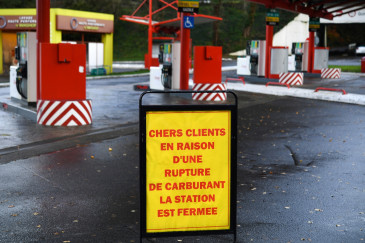 CHERS CLIENTS
EN RAISON
D'UNE
RUPTURE
DE CARBURANT
LA STATION
EST FERMEE